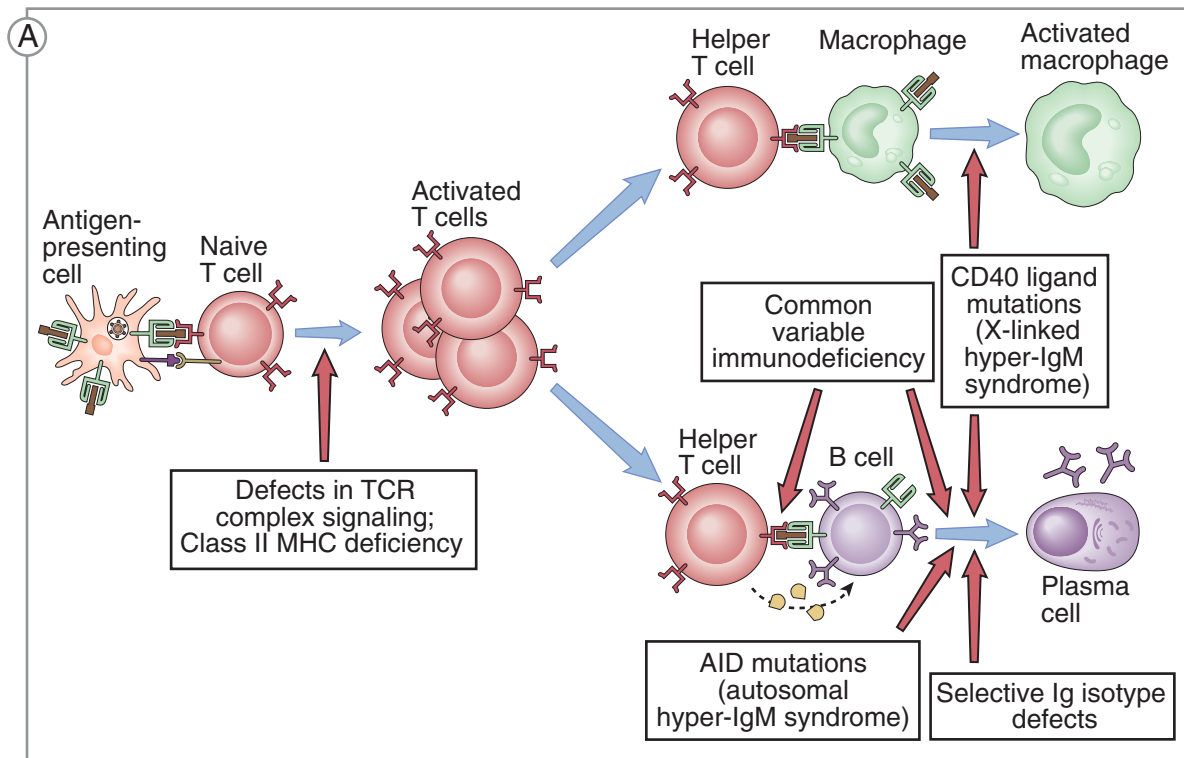 A
Helper
T cell
Macrophage
Activated
macrophage
Antigen-
presenting
cell
Naive
T cell
Activated
T cells
Common
variable
immunodeficiency
CD40 ligand
mutations
(X-linked
hyper-IgM
syndrome)
Defects in TCR
complex signaling;
Class II MHC deficiency
Helper
T cell
B cell
Plasma
cell
AID mutations
(autosomal
hyper-IgM syndrome)
Selective Ig isotype
defects